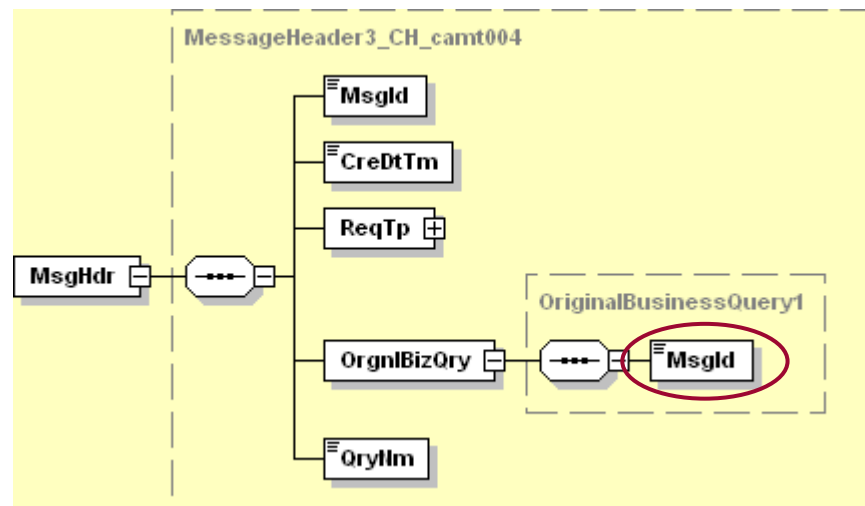 MessageHeader3_CH_camt004
MsgId
CreDtTm
ReqTp
MsgHdr
OriginalBusinessQuery1
OrgnlBizQry
MsgId
QryNm